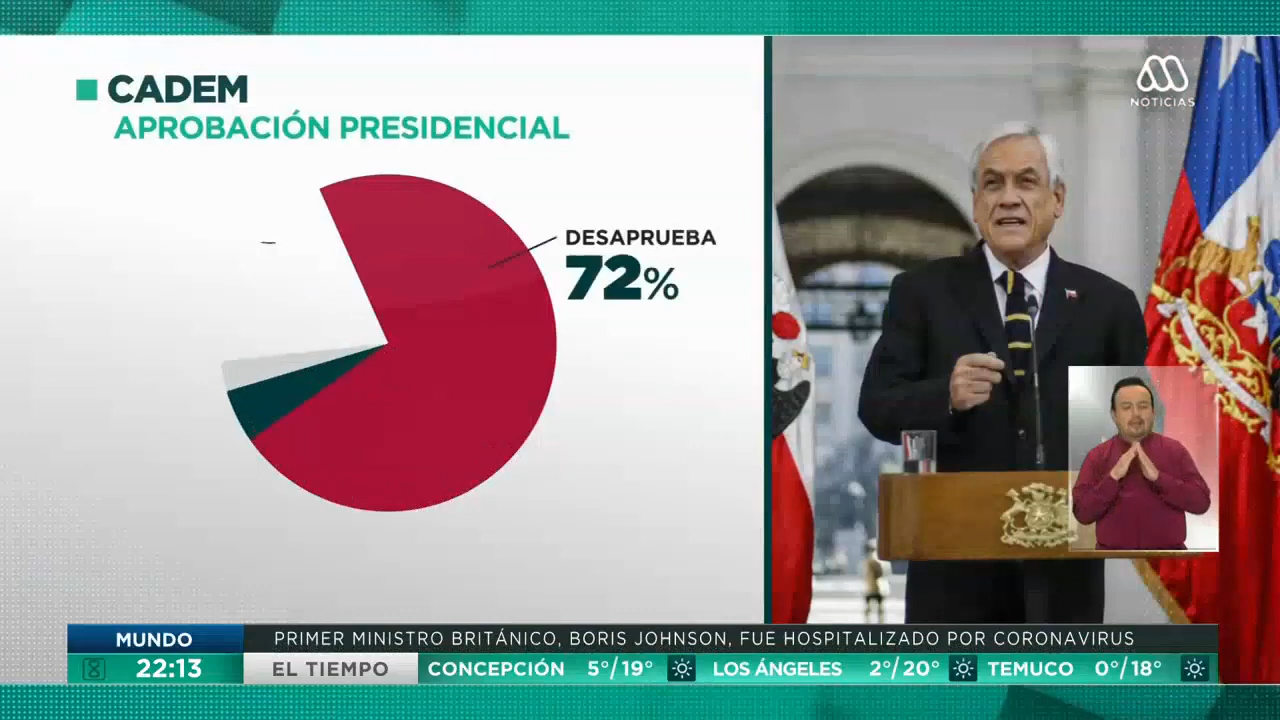 CADEM
APROBACIÓN PRESIDENCIAL
DESAPRUEBA
72%
NOTICIAS
MUNDO
PRIMER MINISTRO BRITÁNICO, BORIS JOHNSON, FUE HOSPITALIZADO POR CORONAVIRUS
22:13
EL TIEMPO
CONCEPCIÓN 5°/19°
LOS ÁNGELES 2°/20°
TEMUCO 0°/18°